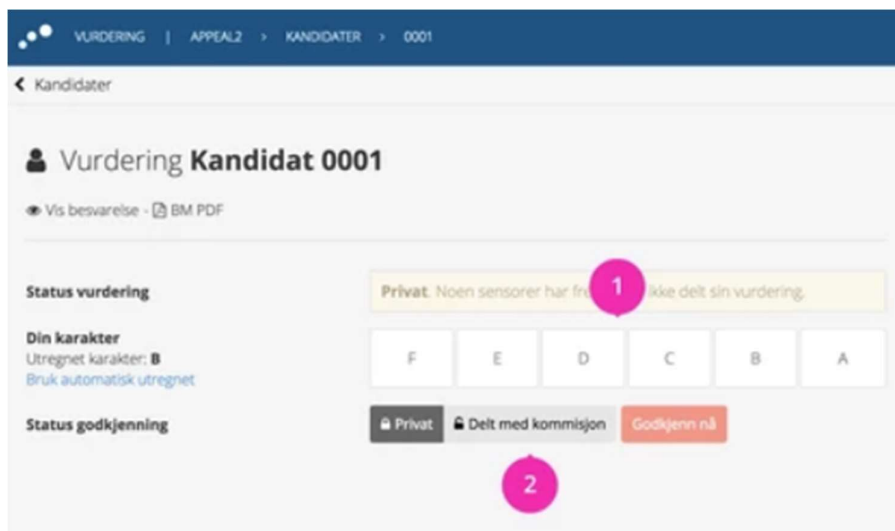 VURDERING | APPEAL2 > KANDIDATER > 0001
Kandidater
Vurdering Kandidat 0001
Vis besvarelse - BM PDF
Status vurdering
Privat. Noen sensorer har ikke delt sin vurdering.
1
Din karakter
Utregnet karakter: B
Bruk automatisk utregnet
F E D C B A
Status godkjenning
Privat Delt med kommisjon Godkjenn nå
2